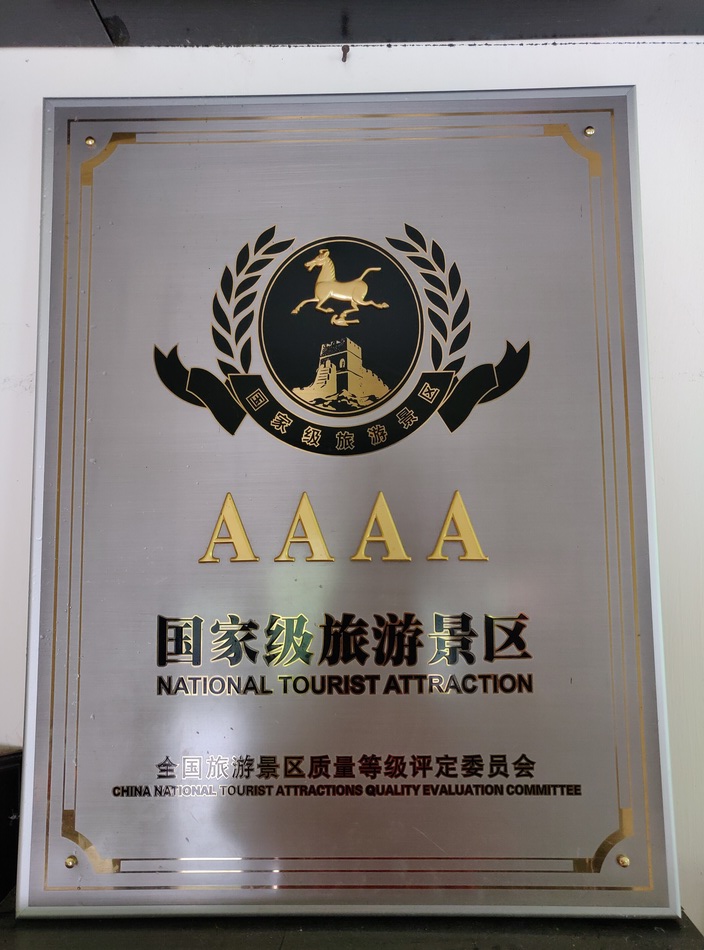 国家级旅游景区
AAAA
国家级旅游景区
NATIONAL TOURIST ATTRACTION
全国旅游景区质量等级评定委员会
CHINA NATIONAL TOURIST ATTRACTIONS QUALITY EVALUATION COMMITTEE